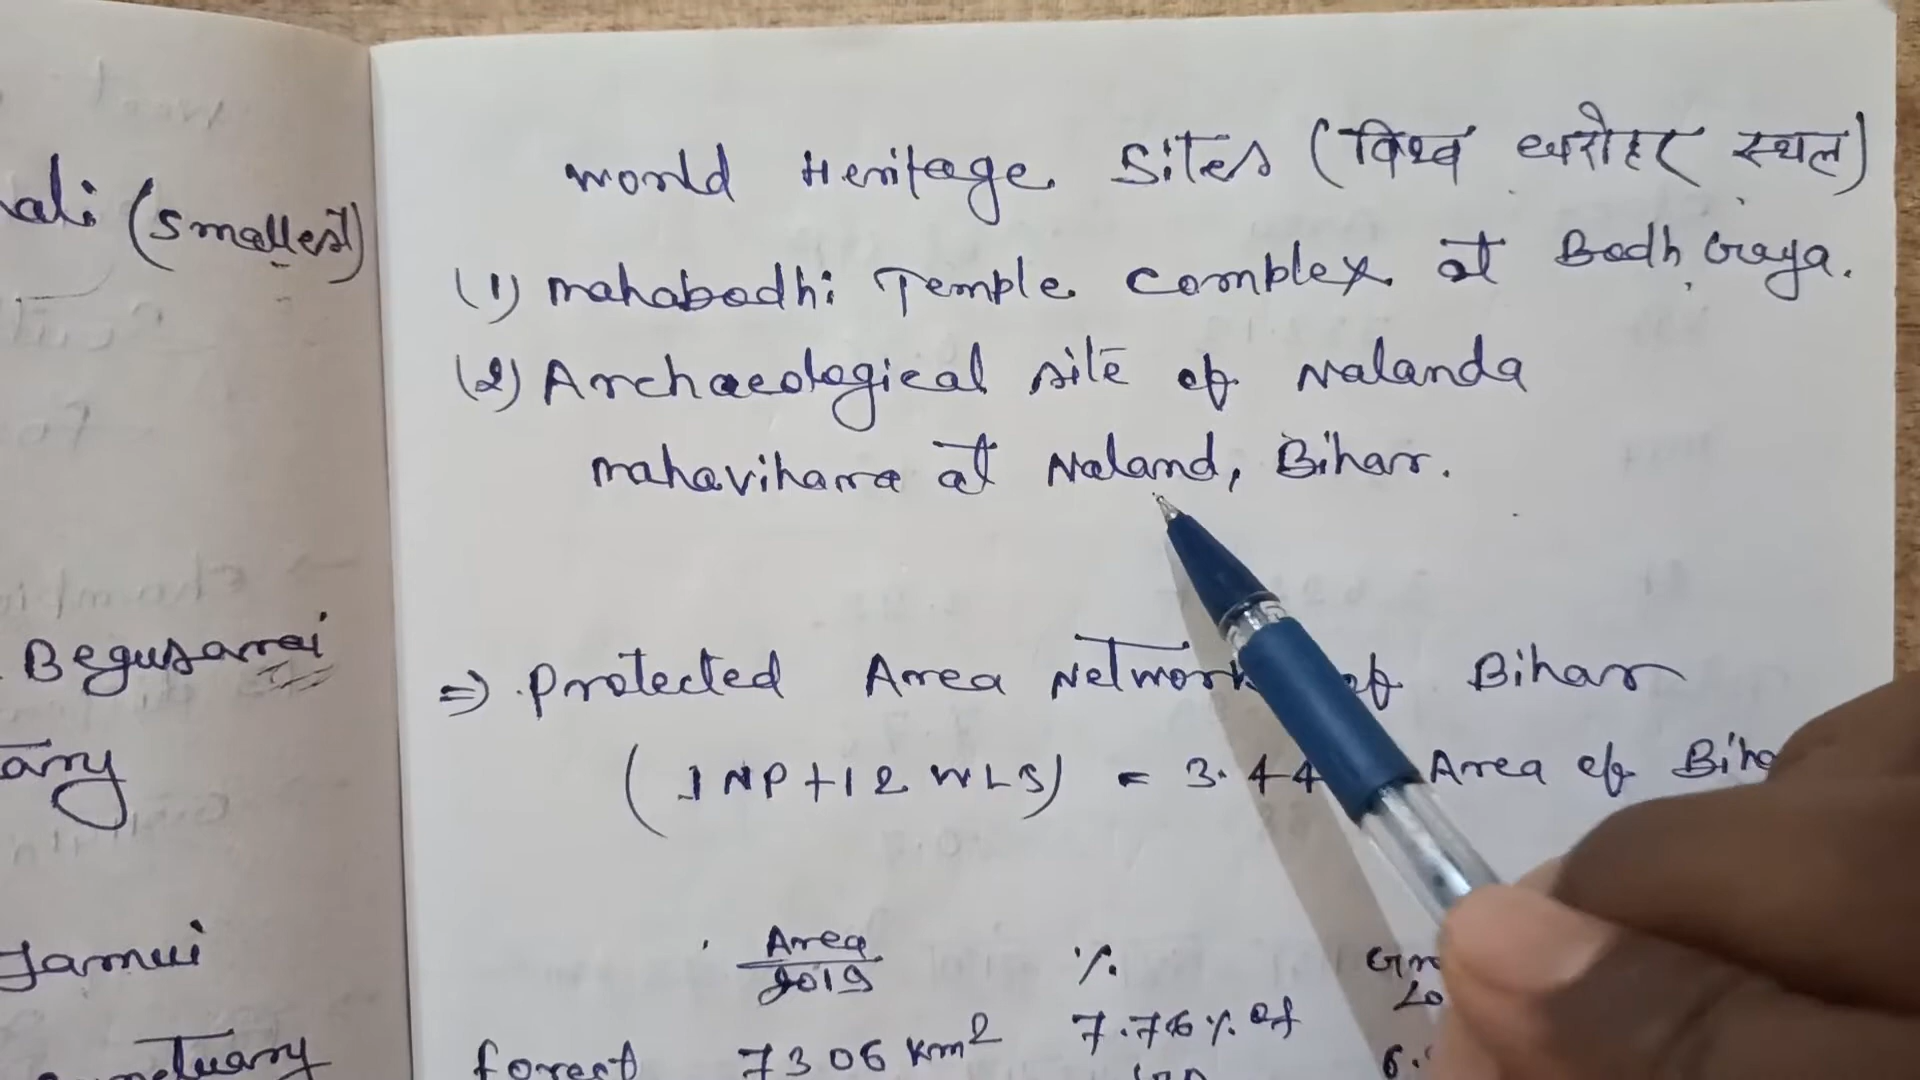 (smallest)
Begusarai
Jamui
World Heritage Sites (विश्व धरोहर स्थल)
(1) Mahabodhi Temple Complex at Bodh Gaya.
(2) Archaeological site of Nalanda
Mahavihara at Naland, Bihar.
⇒ Protected Area Network of Bihar
(1NP+12 WLS) = 3.44 Area of
Area %
2019
Forest 7306 km² 7.76% of